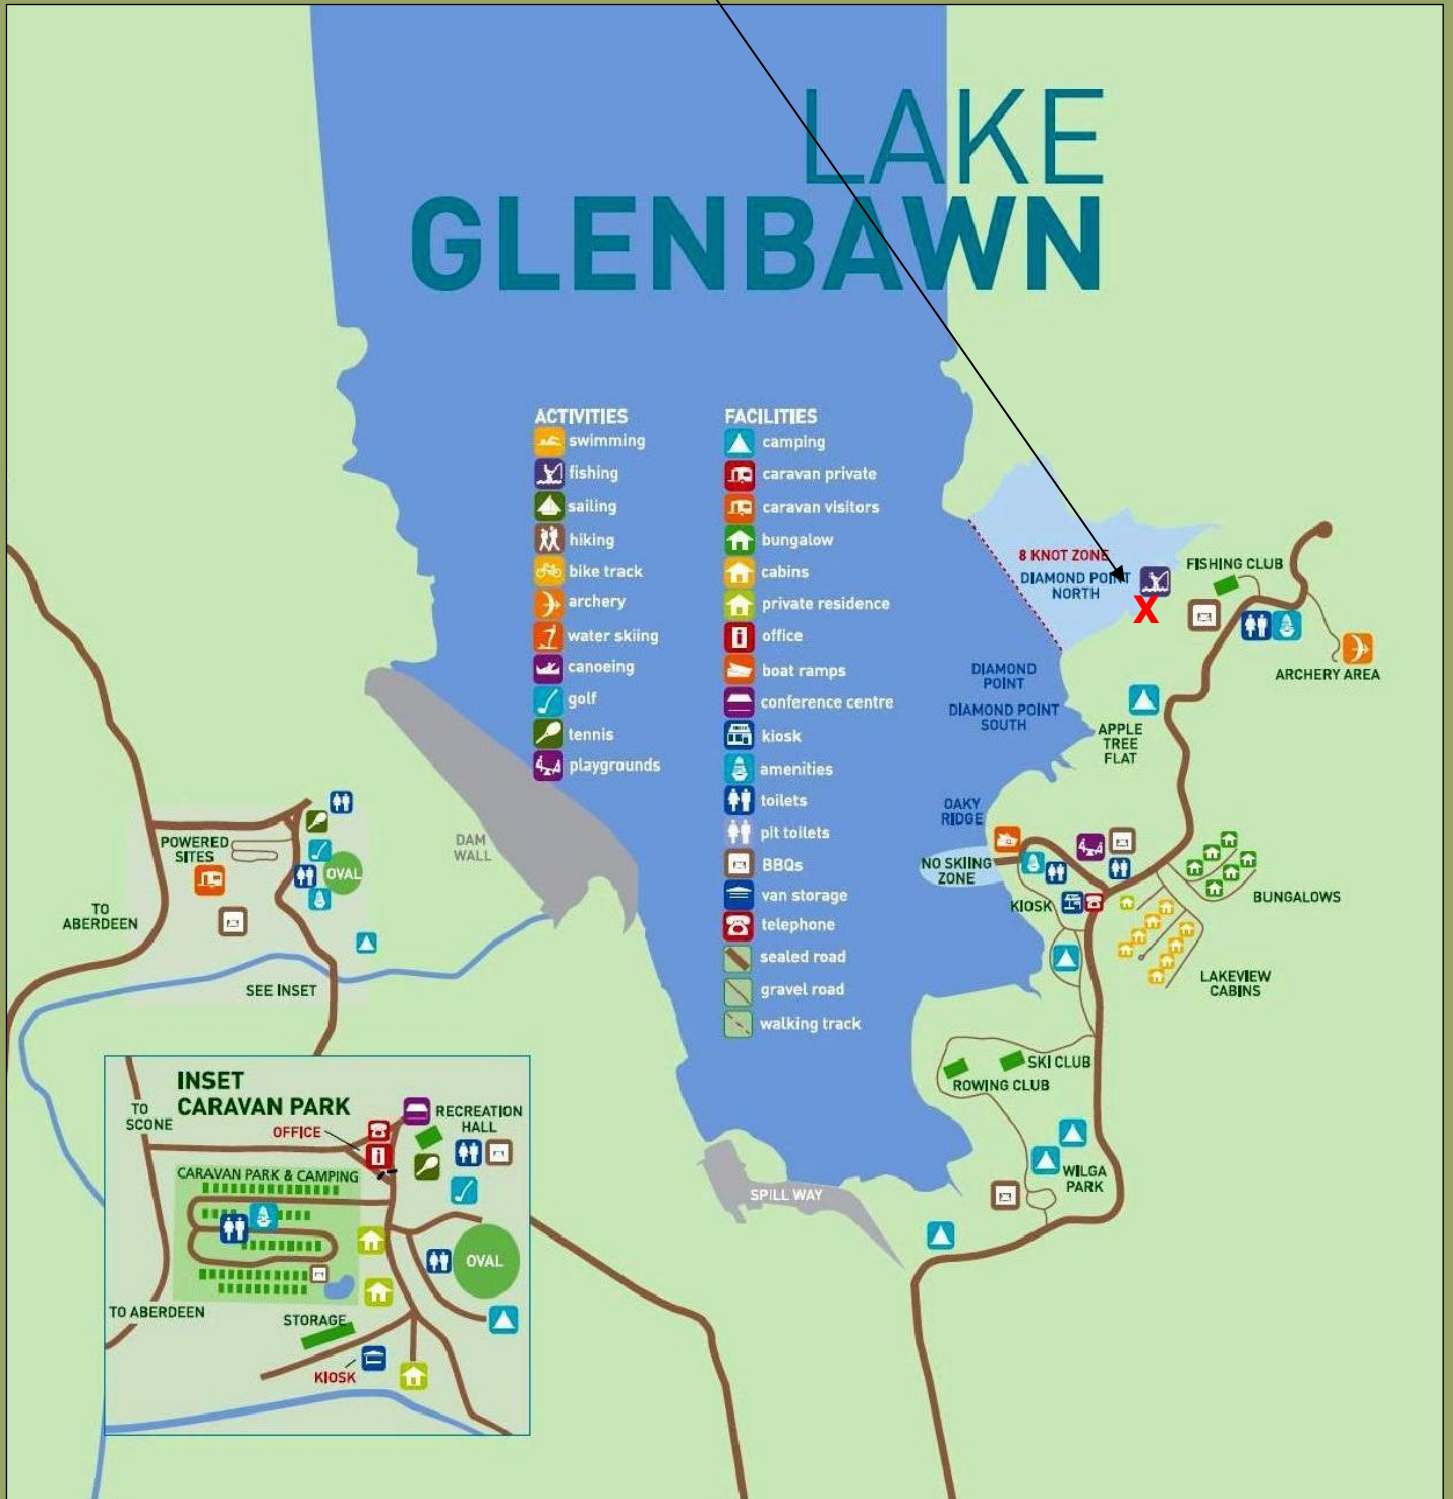 LAKE
GLENBAWN
ACTIVITIES
swimming
fishing
sailing
hiking
bike track
archery
water skiing
canoeing
golf
tennis
playgrounds
FACILITIES
camping
caravan private
caravan visitors
bungalow
cabins
private residence
office
boat ramps
conference centre
kiosk
amenities
toilets
pit toilets
BBQs
van storage
telephone
sealed road
gravel road
walking track
8 KNOT ZONE
DIAMOND POINT
NORTH
X
FISHING CLUB
ARCHERY AREA
DIAMOND
POINT
DIAMOND POINT
SOUTH
APPLE
TREE
FLAT
OAKY
RIDGE
NO SKIING
ZONE
KIOSK
BUNGALOWS
LAKEVIEW
CABINS
SKI CLUB
ROWING CLUB
WILGA
PARK
SPILL WAY
DAM
WALL
POWERED
SITES
OVAL
TO
ABERDEEN
SEE INSET
INSET
CARAVAN PARK
TO
SCONE
OFFICE
RECREATION
HALL
CARAVAN PARK & CAMPING
OVAL
TO ABERDEEN
STORAGE
KIOSK